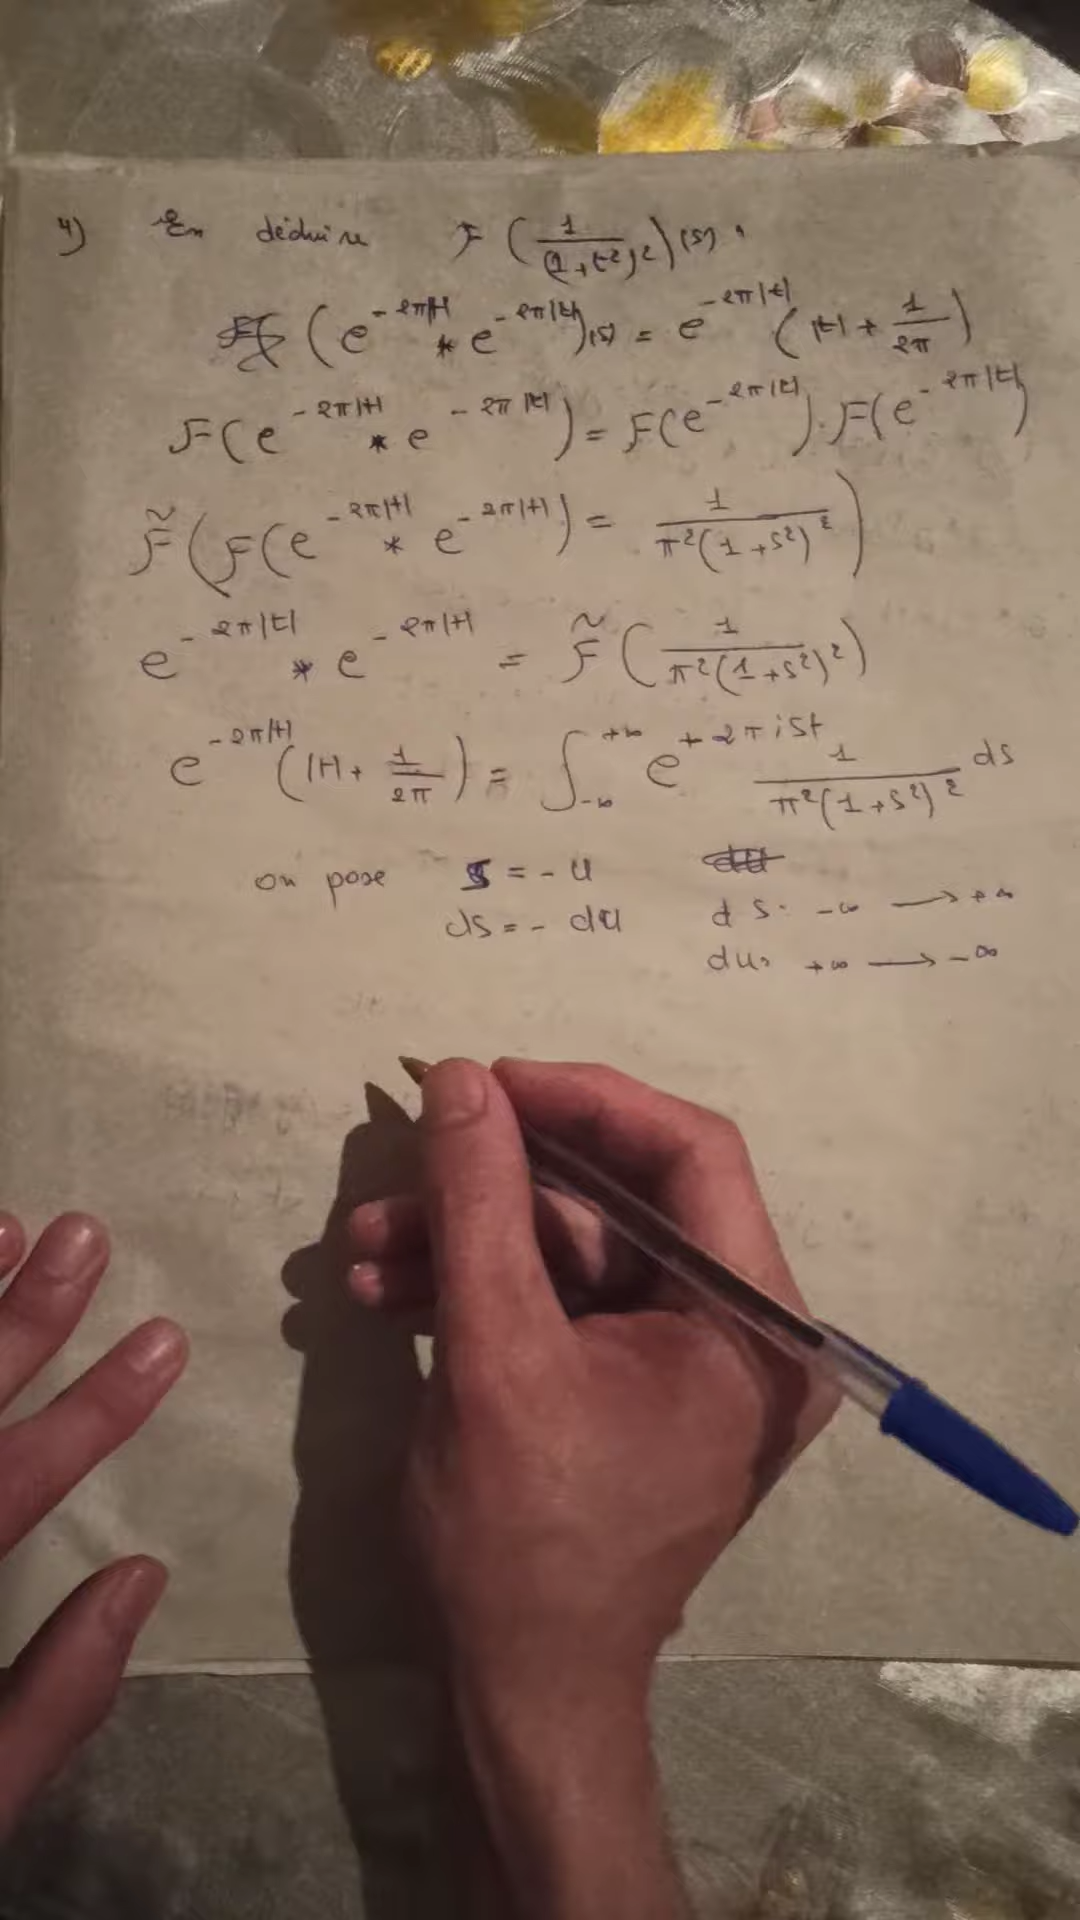 4) En déduire F(1/(1+t²)²)(s).
(e^{-2π|t|} * e^{-2π|t|})(s) = e^{-2π|t|}(|t| + 1/2π)
F(e^{-2π|t|} * e^{-2π|t|}) = F(e^{-2π|t|}) . F(e^{-2π|t|})
F̃(F(e^{-2π|t|} * e^{-2π|t|}) = 1/π²(1+s²)²)
e^{-2π|t|} * e^{-2π|t|} = F̃(1/π²(1+s²)²)
e^{-2π|t|}(|t| + 1/2π) = ∫_{-∞}^{+∞} e^{+2πist} 1/π²(1+s²)² ds
on pose s = -u
ds = - du ds: -∞ → +∞
du: +∞ → -∞